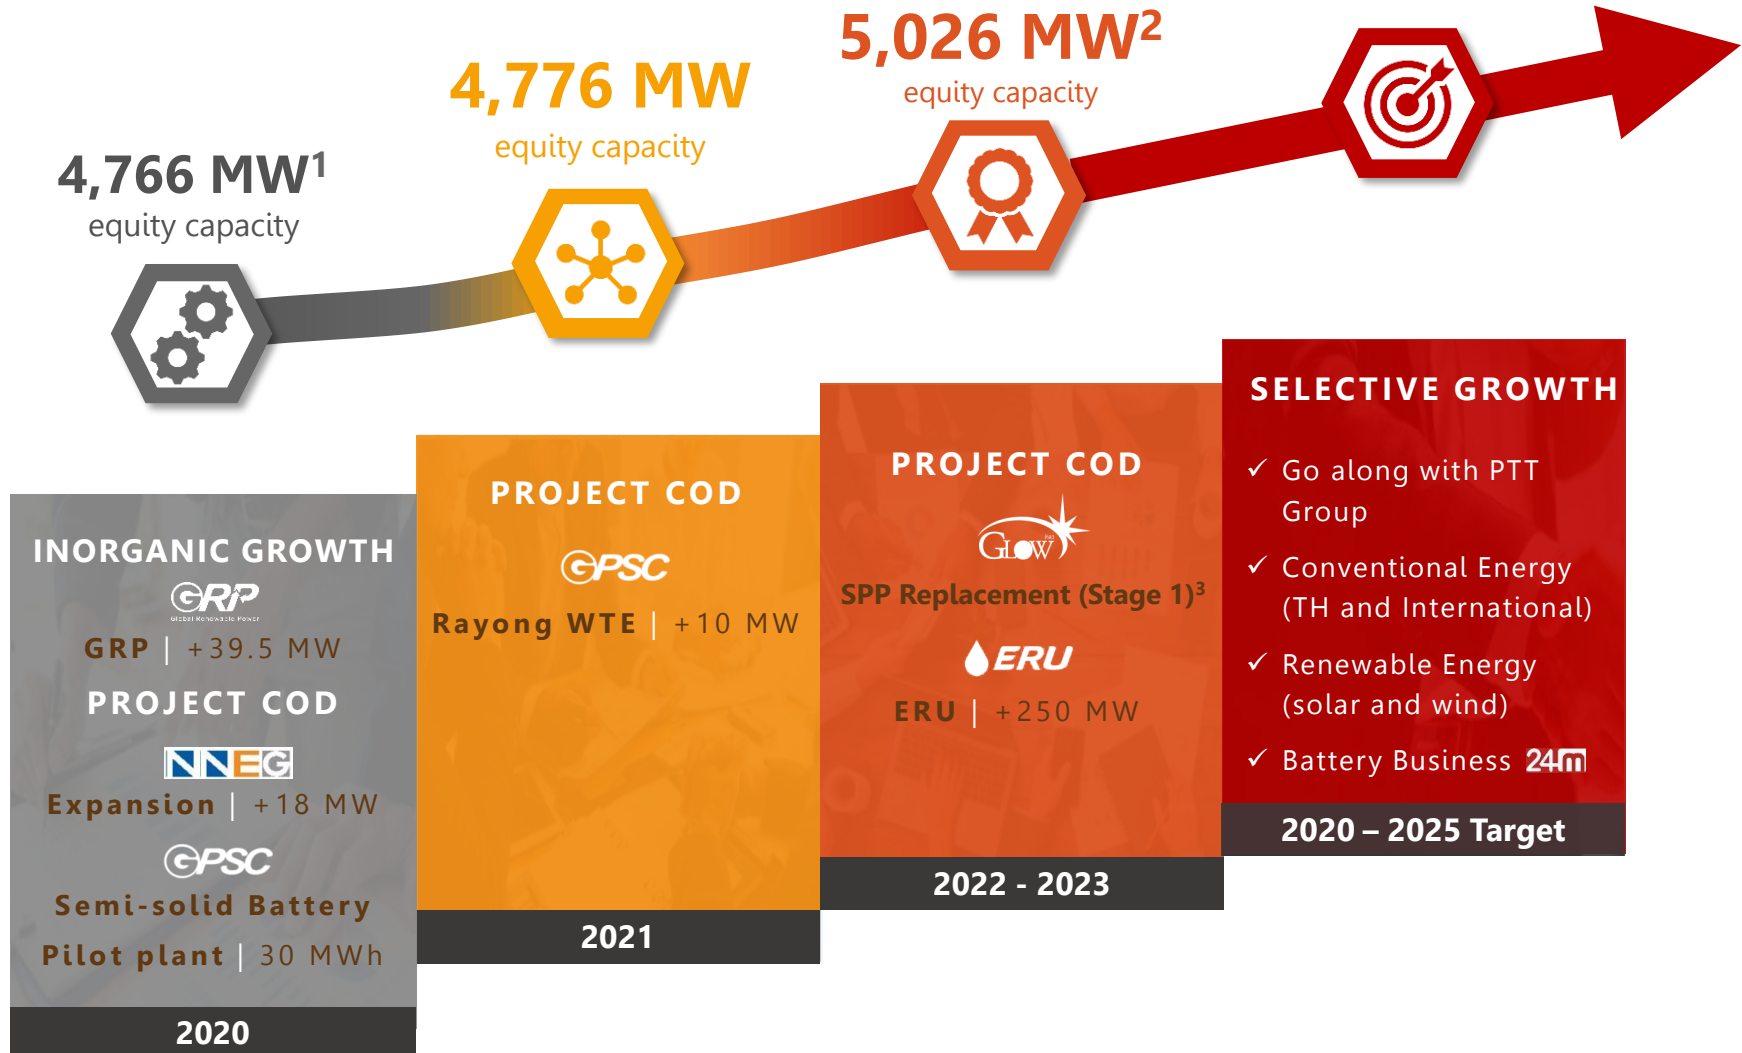 4,766 MW¹
equity capacity
4,776 MW
equity capacity
5,026 MW²
equity capacity
INORGANIC GROWTH
GRP
Global Renewable Power
GRP | +39.5 MW
PROJECT COD
NNEG
Expansion | +18 MW
GPSC
Semi-solid Battery
Pilot plant | 30 MWh
2020
PROJECT COD
GPSC
Rayong WTE | +10 MW
2021
PROJECT COD
GLOW
SPP Replacement (Stage 1)³
ERU
ERU | +250 MW
2022 - 2023
SELECTIVE GROWTH
✓ Go along with PTT
Group
✓ Conventional Energy
(TH and International)
✓ Renewable Energy
(solar and wind)
✓ Battery Business 24m
2020 – 2025 Target